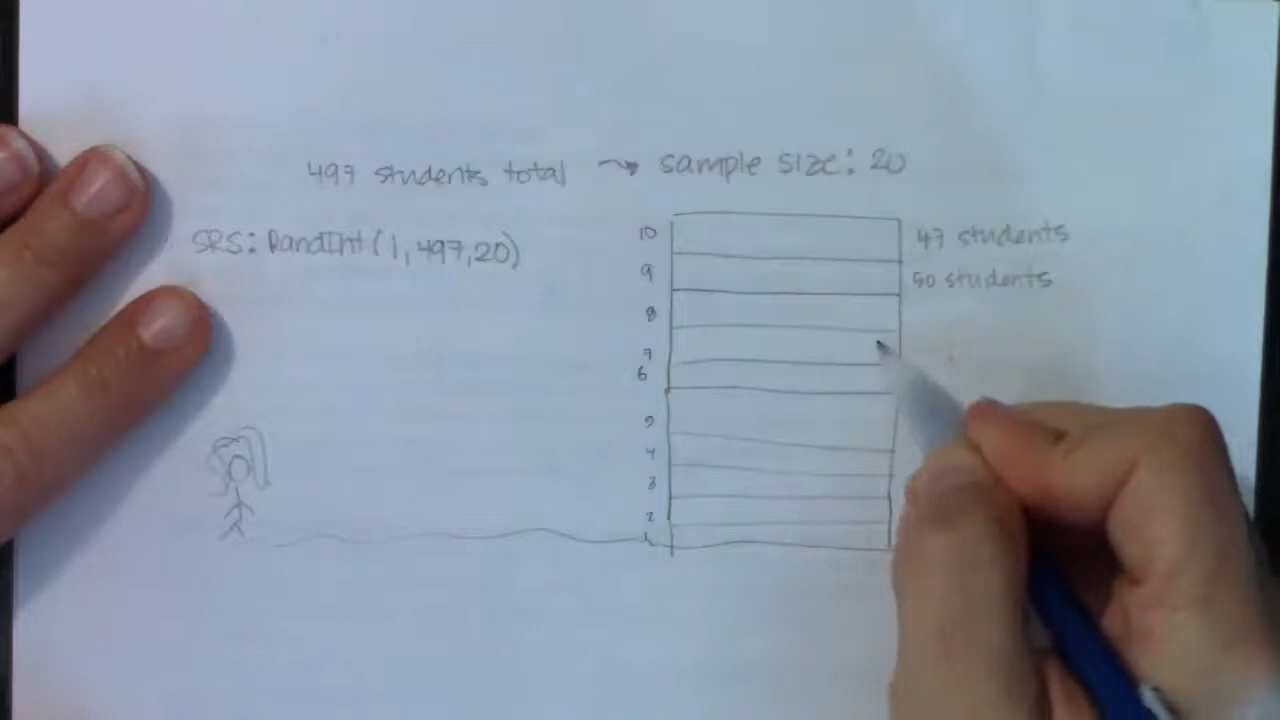 497 students total → sample size: 20
SRS: RandInt(1,497,20)
10
47 students
9
50 students
8
7
6
5
4
3
2
1